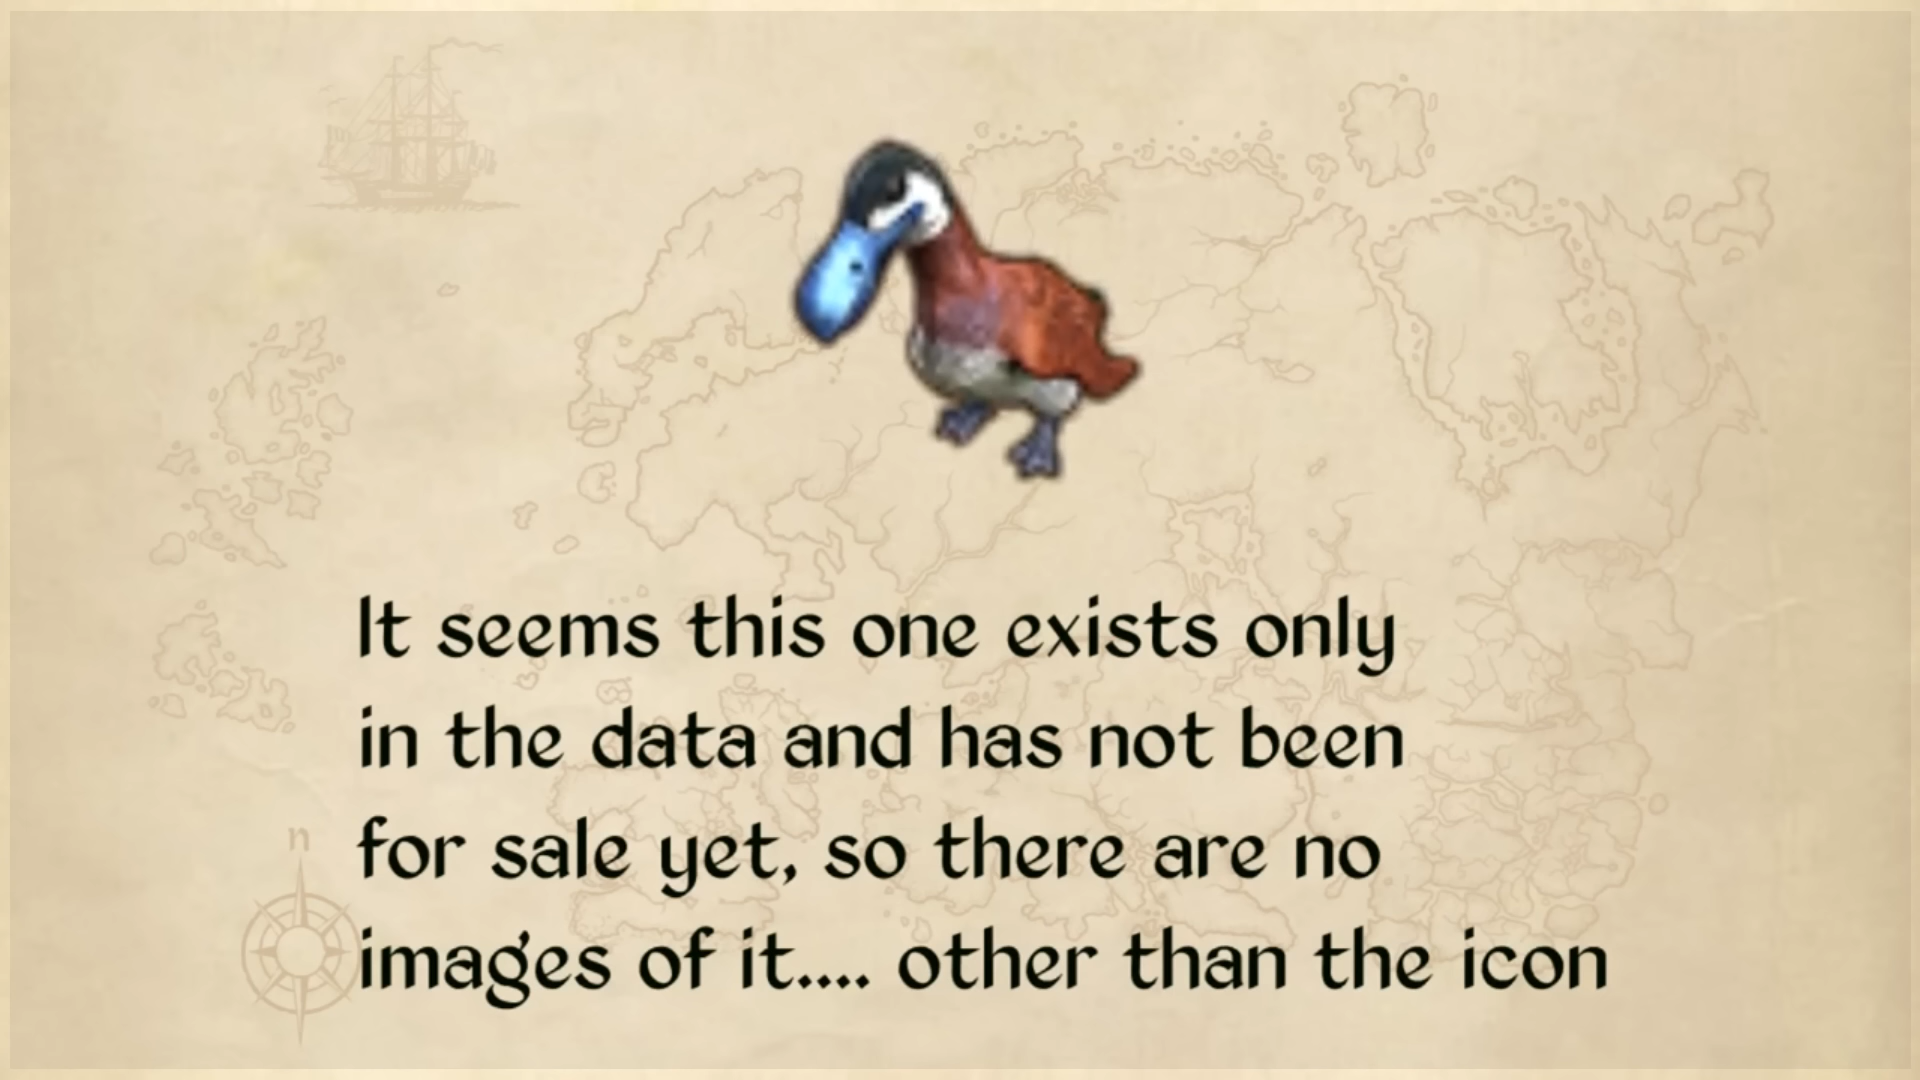 It seems this one exists only
in the data and has not been
for sale yet, so there are no
images of it.... other than the icon
n